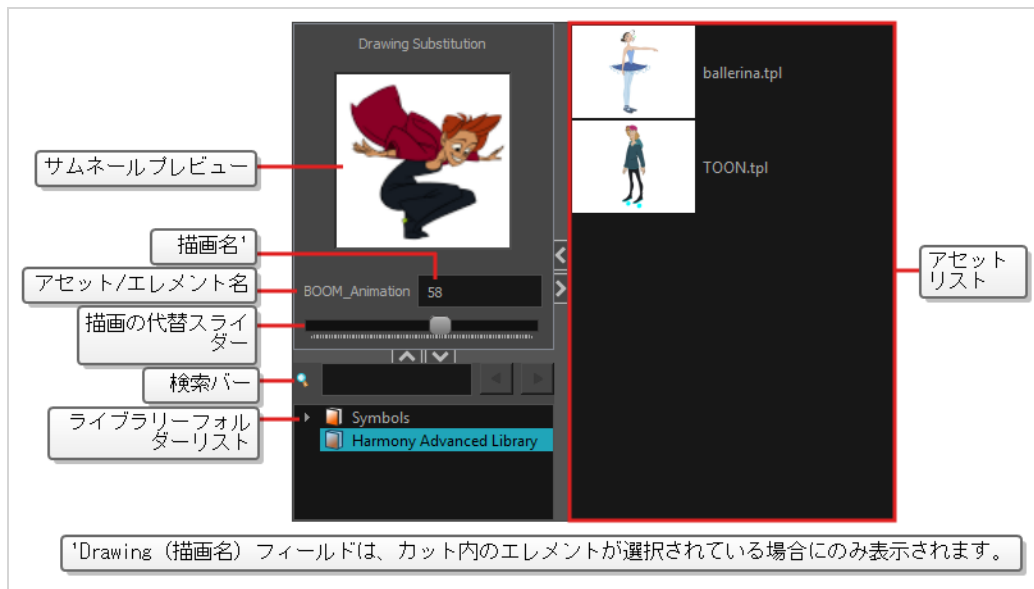 Drawing Substitution
ballerina.tpl
TOON.tpl
サムネールプレビュー
描画名¹
アセット/エレメント名
BOOM_Animation 58
描画の代替スライ
ダー
検索バー
ライブラリーフォル
ダーリスト
Symbols
Harmony Advanced Library
アセット
リスト
¹Drawing（描画名）フィールドは、カット内のエレメントが選択されている場合にのみ表示されます。